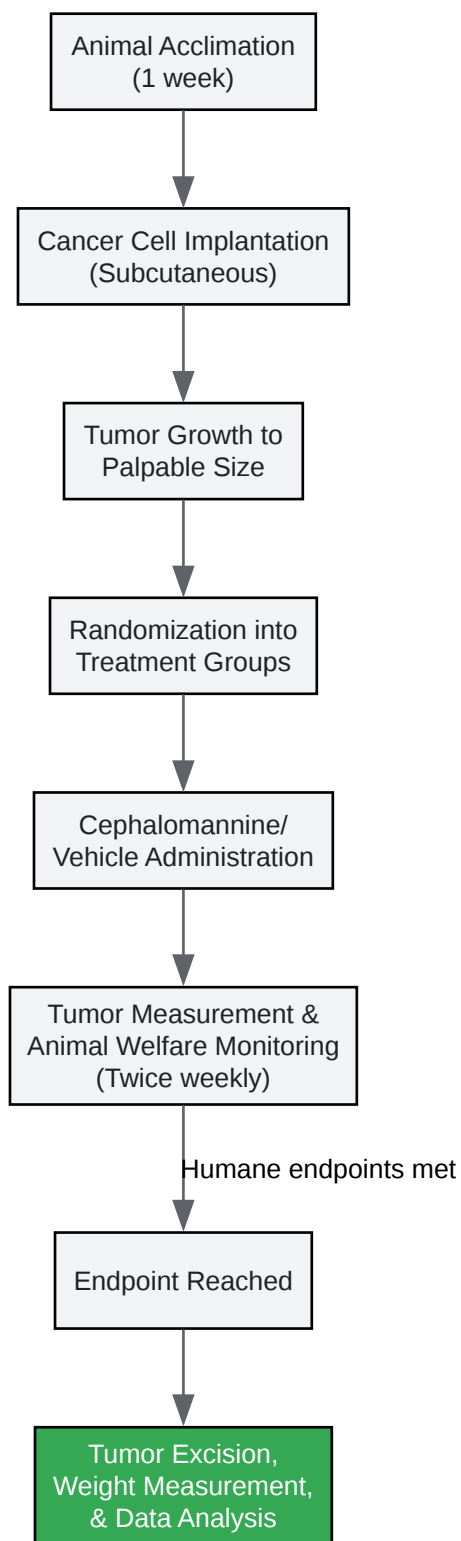 Animal Acclimation
(1 week)
Cancer Cell Implantation
(Subcutaneous)
Tumor Growth to
Palpable Size
Randomization into
Treatment Groups
Cephalomannine/
Vehicle Administration
Tumor Measurement &
Animal Welfare Monitoring
(Twice weekly)
Humane endpoints met
Endpoint Reached
Tumor Excision,
Weight Measurement,
& Data Analysis